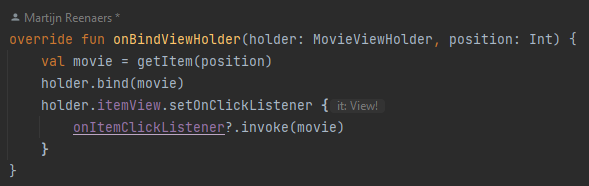 Martijn Reenaers *
override fun onBindViewHolder(holder: MovieViewHolder, position: Int) {
    val movie = getItem(position)
    holder.bind(movie)
    holder.itemView.setOnClickListener { it: View!
        onItemClickListener?.invoke(movie)
    }
}